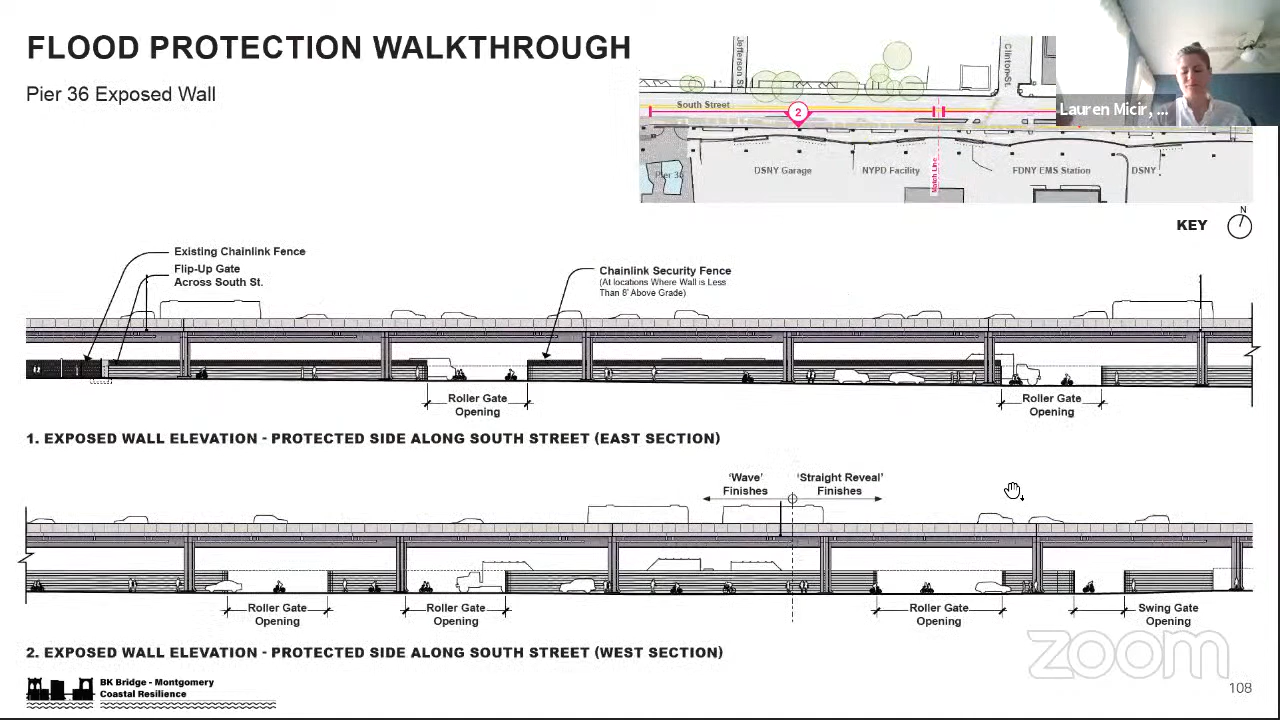 FLOOD PROTECTION WALKTHROUGH
Pier 36 Exposed Wall
Jefferson St.
Clinton St.
South Street
2
Lauren Micir, ...
Pier 36
DSNY Garage
NYPD Facility
Match Line
FDNY EMS Station
DSNY
KEY
N
Existing Chainlink Fence
Flip-Up Gate
Across South St.
Chainlink Security Fence
(At locations Where Wall is Less
Than 8' Above Grade)
Roller Gate
Opening
Roller Gate
Opening
1. EXPOSED WALL ELEVATION - PROTECTED SIDE ALONG SOUTH STREET (EAST SECTION)
'Wave'
Finishes
'Straight Reveal'
Finishes
Roller Gate
Opening
Roller Gate
Opening
Roller Gate
Opening
Swing Gate
Opening
2. EXPOSED WALL ELEVATION - PROTECTED SIDE ALONG SOUTH STREET (WEST SECTION)
BK Bridge - Montgomery
Coastal Resilience
zoom
108